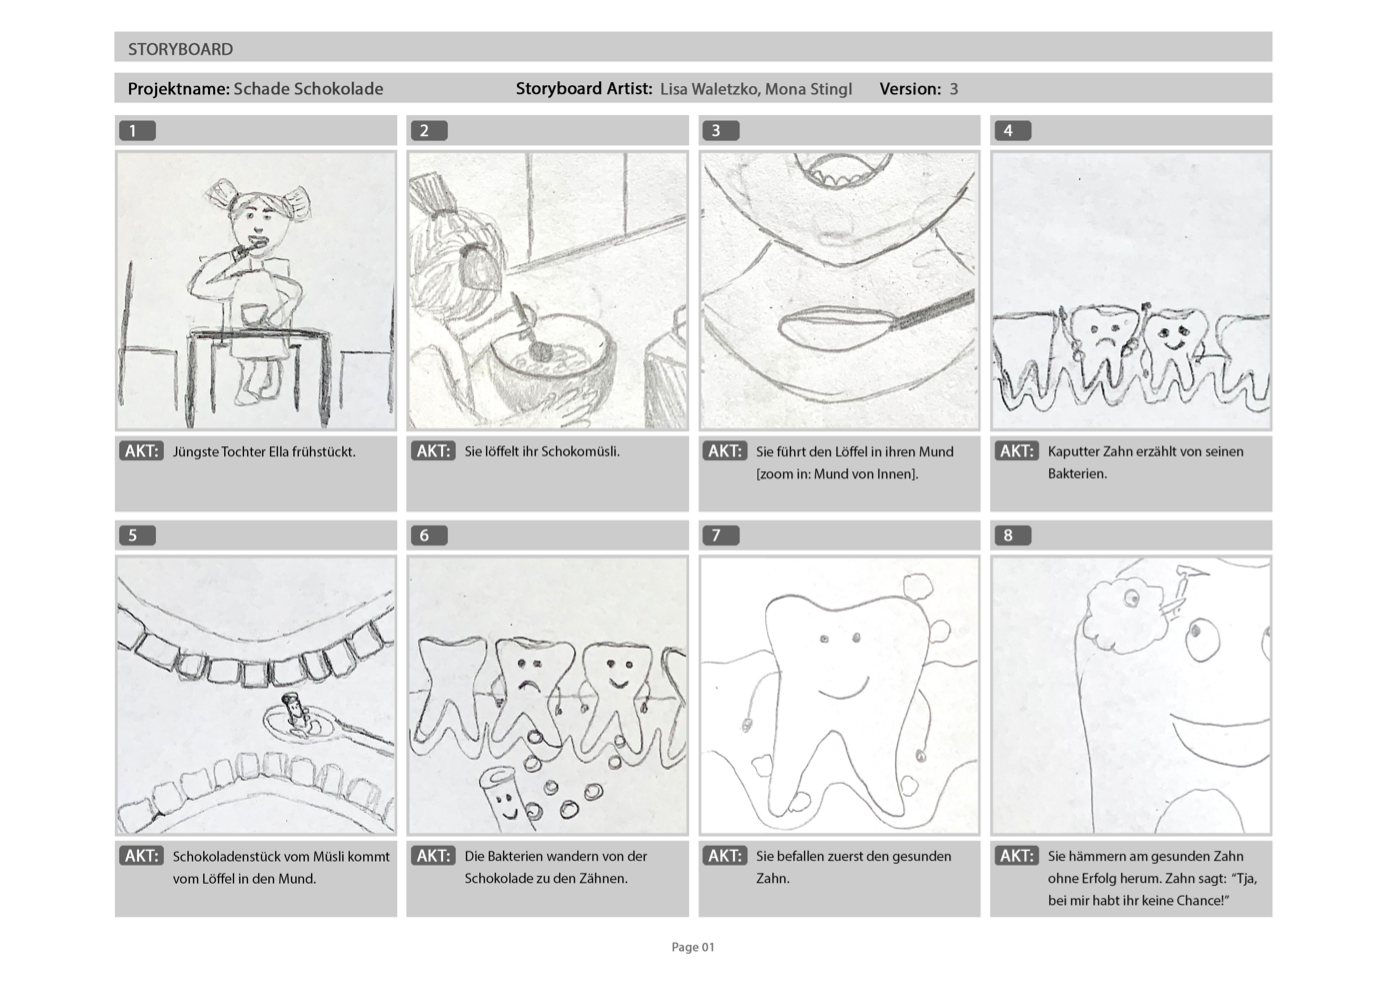 STORYBOARD
Projektname: Schade Schokolade Storyboard Artist: Lisa Waletzko, Mona Stingl Version: 3
1
2
3
4
AKT: Jüngste Tochter Ella frühstückt.
AKT: Sie löffelt ihr Schokomüsli.
AKT: Sie führt den Löffel in ihren Mund
[zoom in: Mund von Innen].
AKT: Kaputter Zahn erzählt von seinen
Bakterien.
5
6
7
8
AKT: Schokoladenstück vom Müsli kommt
vom Löffel in den Mund.
AKT: Die Bakterien wandern von der
Schokolade zu den Zähnen.
AKT: Sie befallen zuerst den gesunden
Zahn.
AKT: Sie hämmern am gesunden Zahn
ohne Erfolg herum. Zahn sagt: “Tja,
bei mir habt ihr keine Chance!”
Page 01